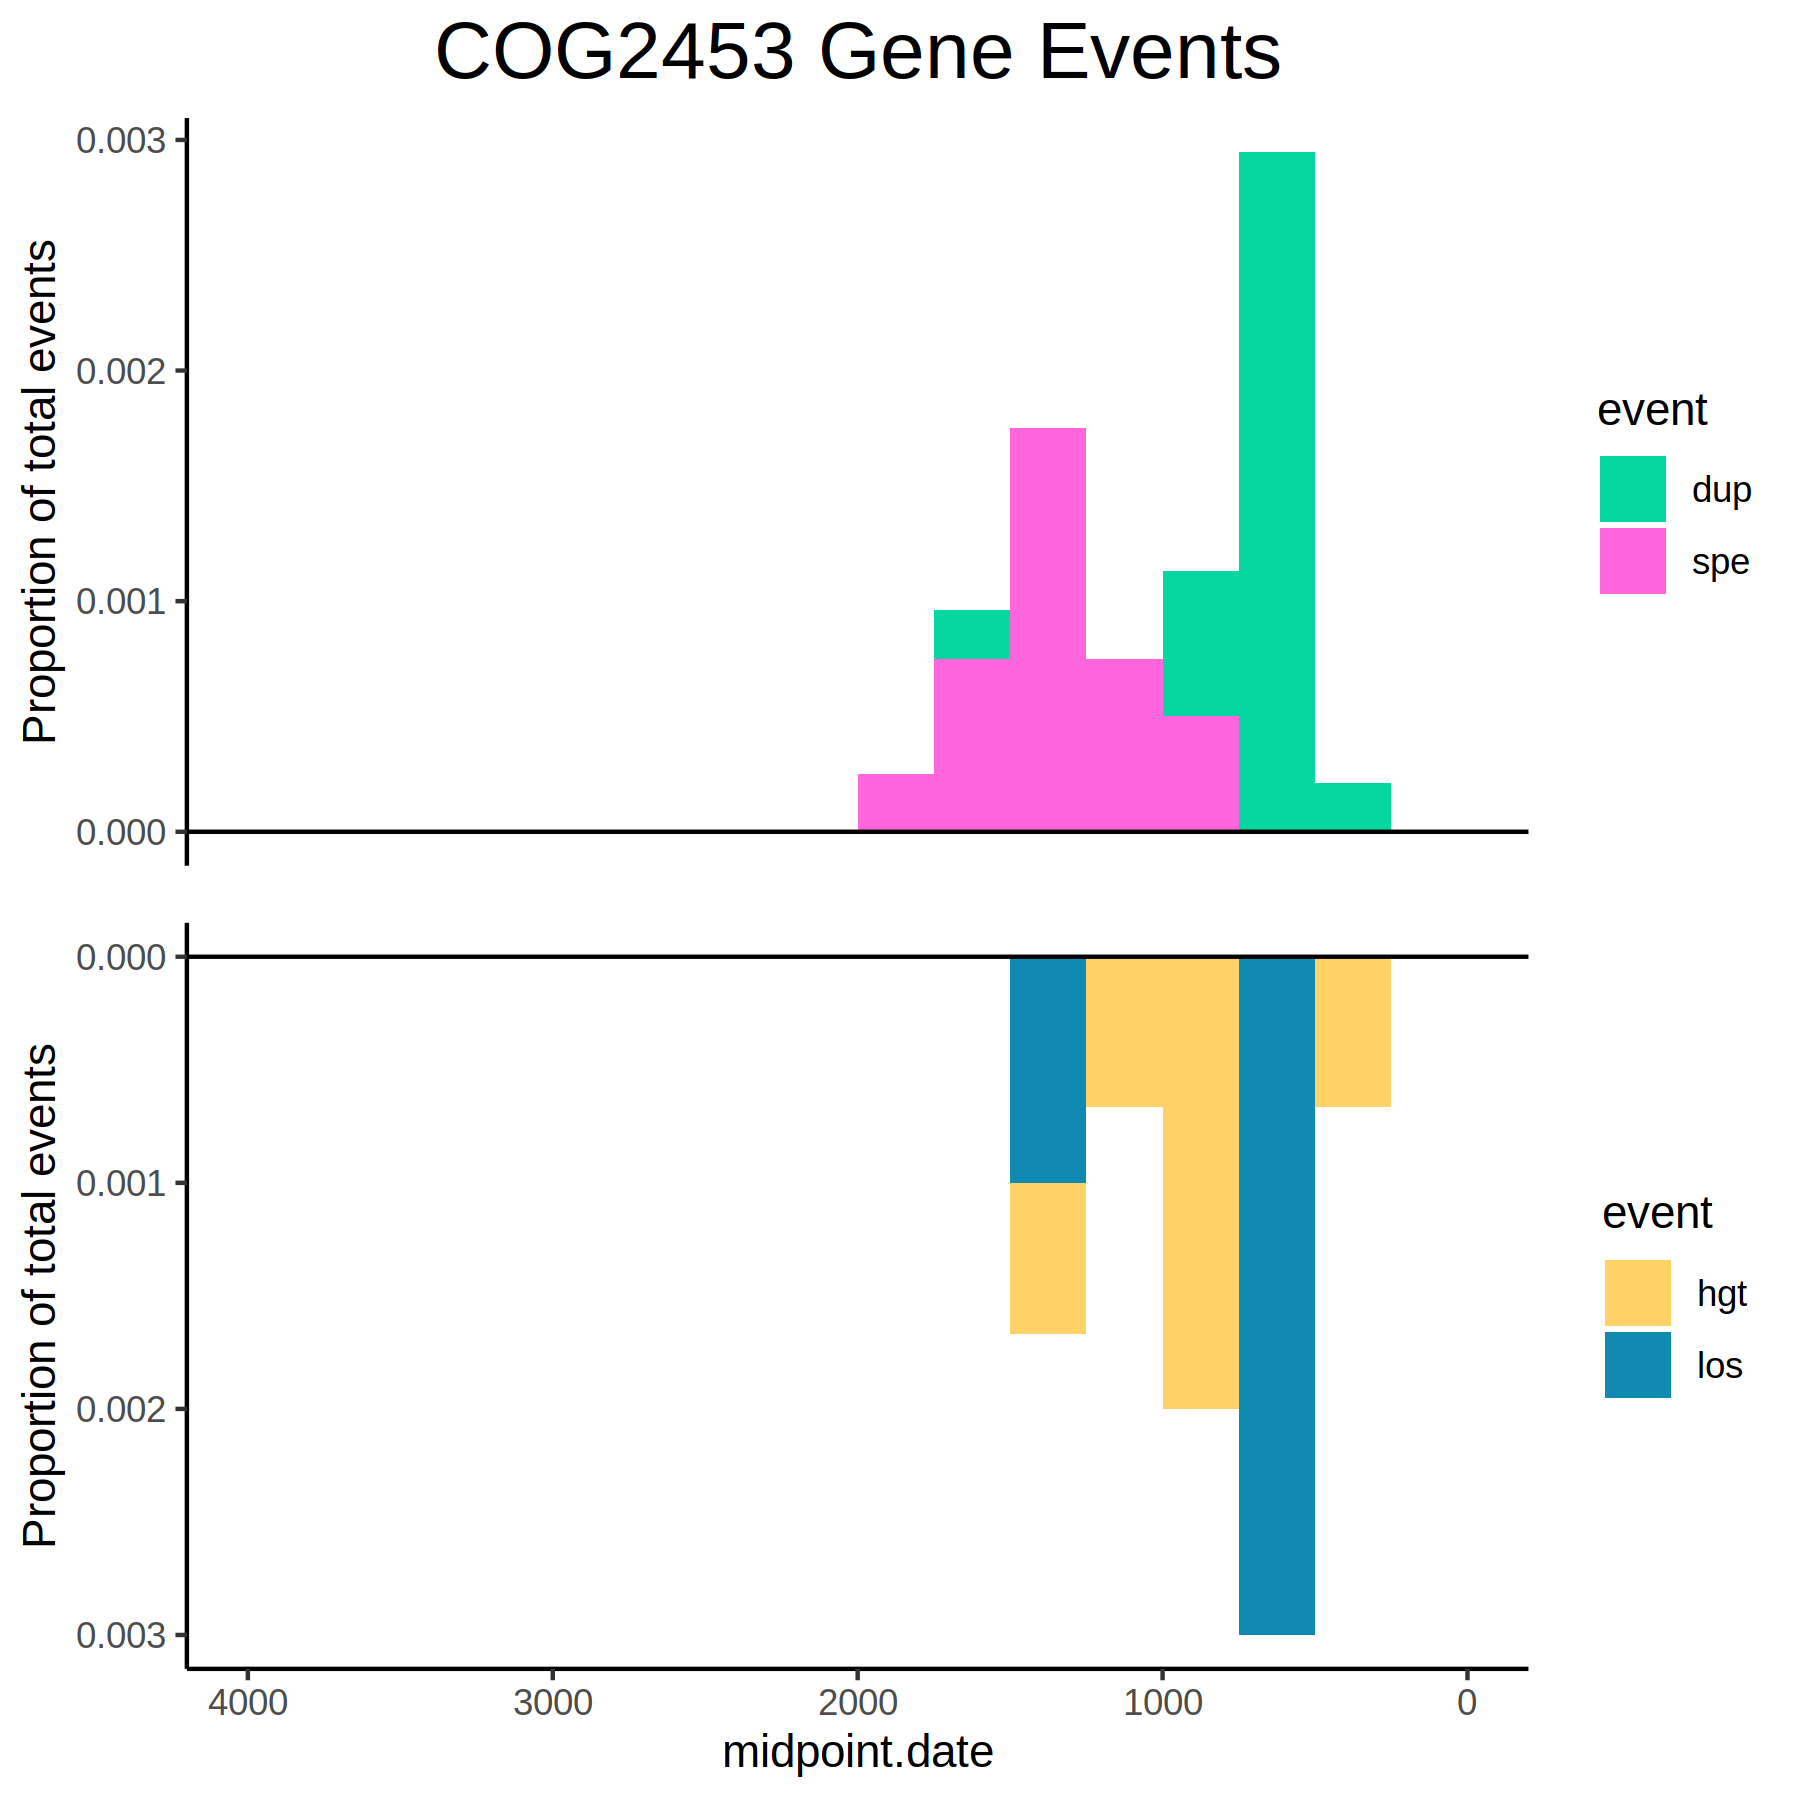 COG2453 Gene Events
Proportion of total events
0.003
0.002
0.001
0.000
event
dup
spe
Proportion of total events
0.000
0.001
0.002
0.003
event
hgt
los
4000 3000 2000 1000 0
midpoint.date